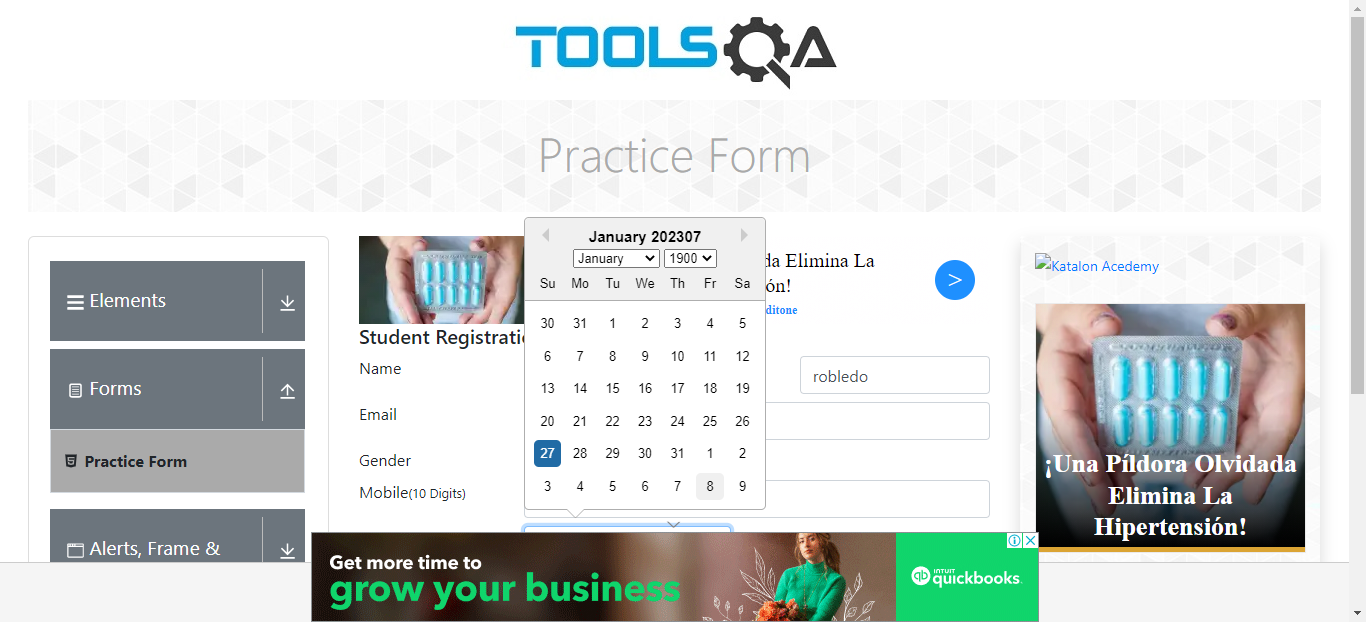 TOOLSQA
Practice Form
Elements
Forms
Practice Form
Alerts, Frame &
Student Registratio
Name
Email
Gender
Mobile(10 Digits)
January 202307
January 1900
Su Mo Tu We Th Fr Sa
30 31 1 2 3 4 5
6 7 8 9 10 11 12
13 14 15 16 17 18 19
20 21 22 23 24 25 26
27 28 29 30 31 1 2
3 4 5 6 7 8 9
da Elimina La
ón!
ditone
>
robledo
Katalon Acedemy
¡Una Píldora Olvidada
Elimina La
Hipertensión!
Get more time to
grow your business
INTUIT
quickbooks.